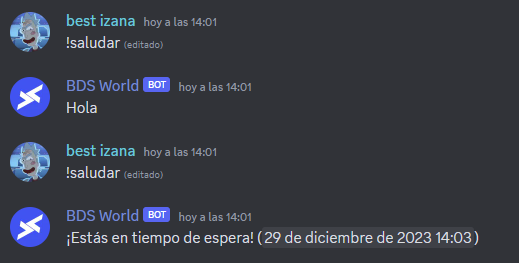 best izana hoy a las 14:01
!saludar (editado)
BDS World BOT hoy a las 14:01
Hola
best izana hoy a las 14:01
!saludar (editado)
BDS World BOT hoy a las 14:01
¡Estás en tiempo de espera! (29 de diciembre de 2023 14:03)